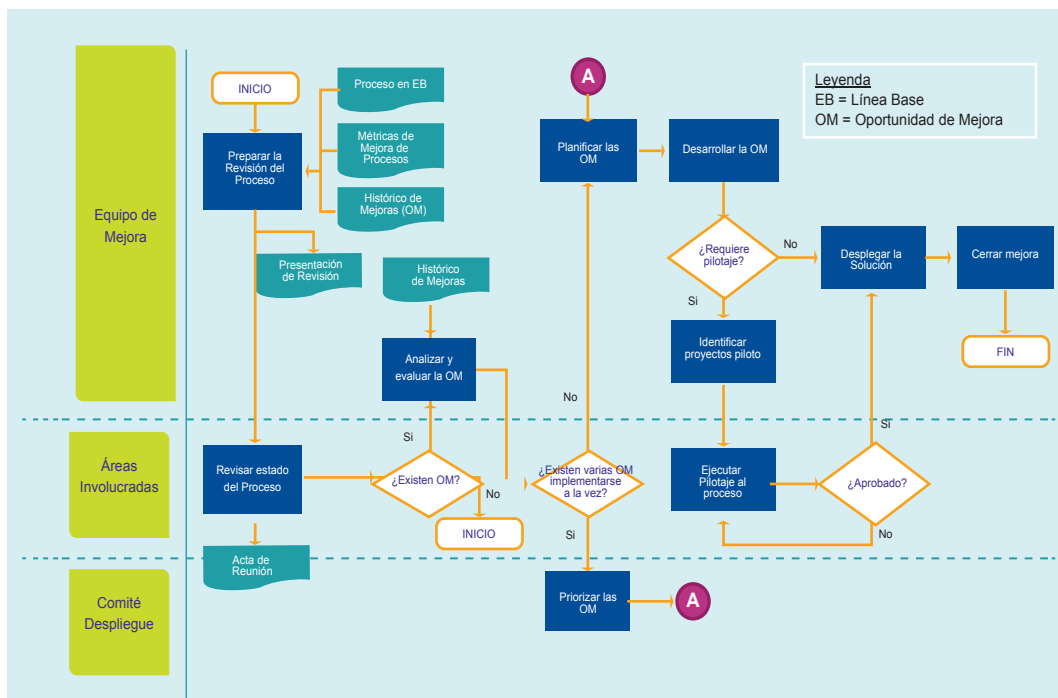 Equipo de
Mejora
INICIO
Preparar la
Revisión del
Proceso
Proceso en EB
Métricas de
Mejora de
Procesos
Histórico de
Mejoras (OM)
Presentación
de Revisión
Histórico
de Mejoras
Analizar y
evaluar la OM
A
Planificar las
OM
Desarrollar la OM
Leyenda
EB = Línea Base
OM = Oportunidad de Mejora
¿Requiere
pilotaje?
No
Si
Desplegar la
Solución
Cerrar mejora
Identificar
proyectos piloto
FIN
No
Si
Si
Áreas
Involucradas
Revisar estado
del Proceso
¿Existen OM?
No
INICIO
¿Existen varias OM
implementarse
a la vez?
Si
Ejecutar
Pilotaje al
proceso
¿Aprobado?
No
Acta de
Reunión
Comité
Despliegue
Priorizar las
OM
A